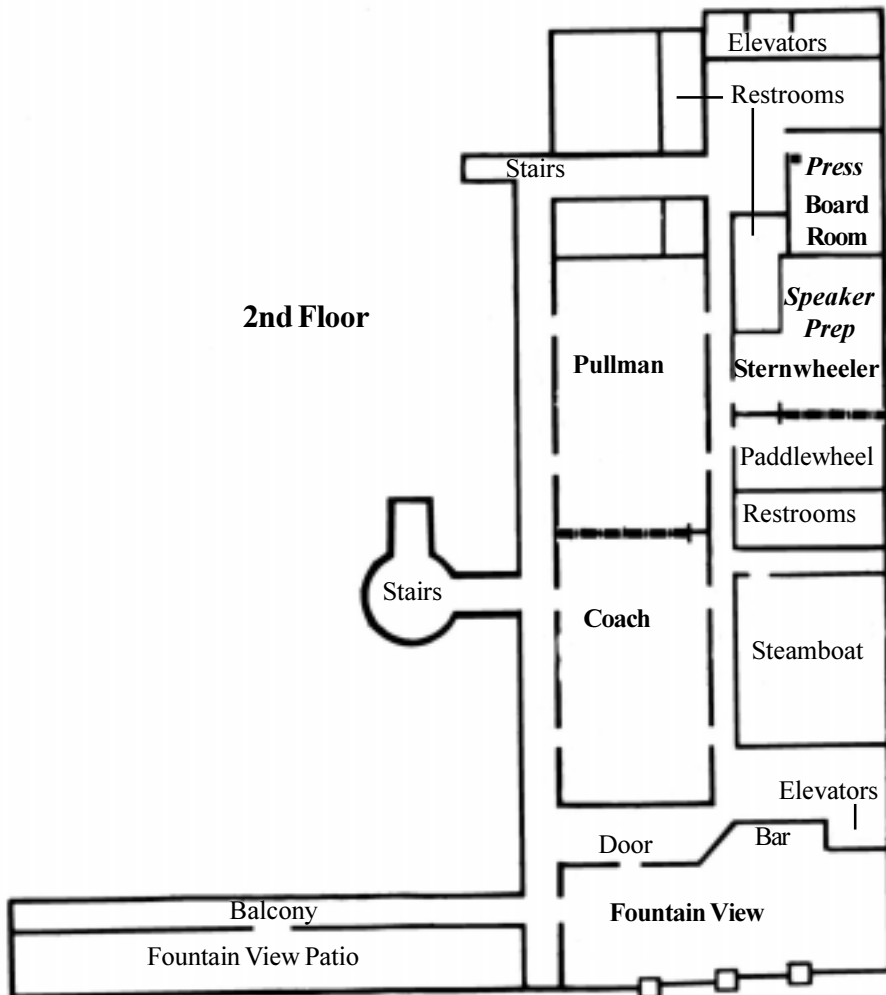 Elevators
Restrooms
Stairs
Press
Board
Room
2nd Floor
Speaker
Prep
Pullman
Sternwheeler
Paddlewheel
Restrooms
Stairs
Coach
Steamboat
Elevators
Door
Bar
Balcony
Fountain View
Fountain View Patio